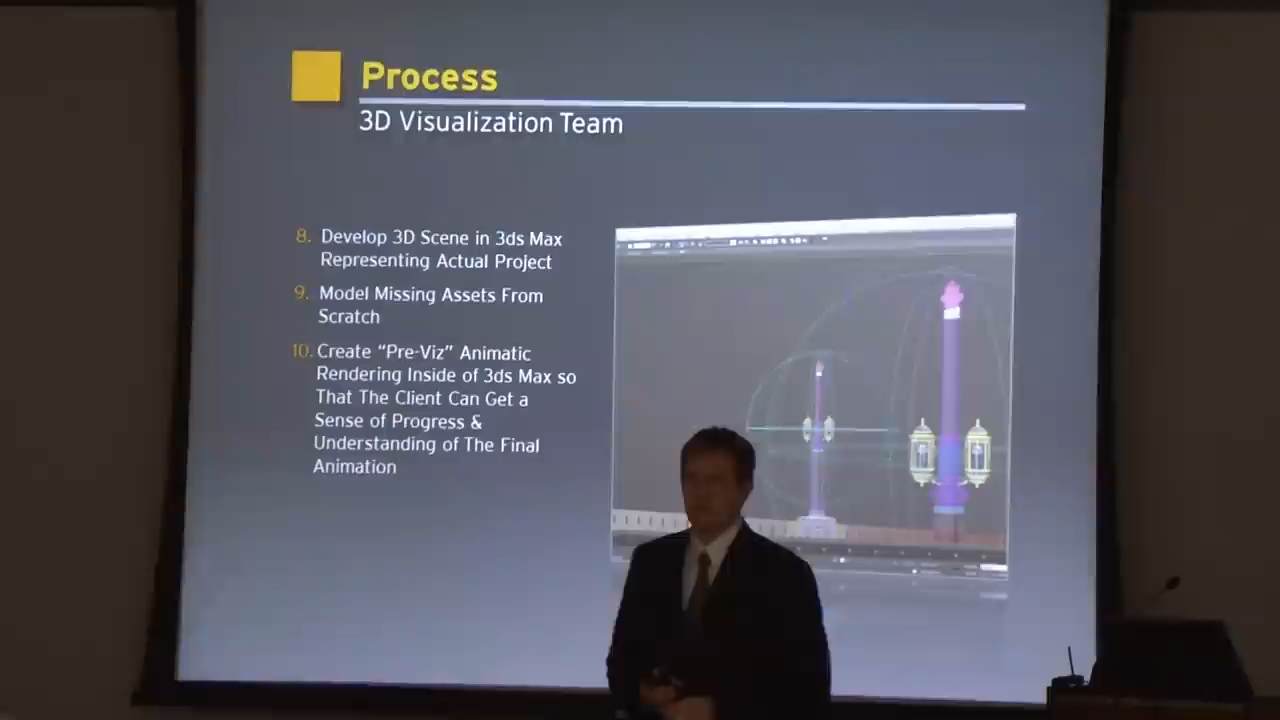 Process
3D Visualization Team
8. Develop 3D Scene in 3ds Max
Representing Actual Project
9. Model Missing Assets From
Scratch
10. Create “Pre-Viz” Animatic
Rendering Inside of 3ds Max so
That The Client Can Get a
Sense of Progress &
Understanding of The Final
Animation